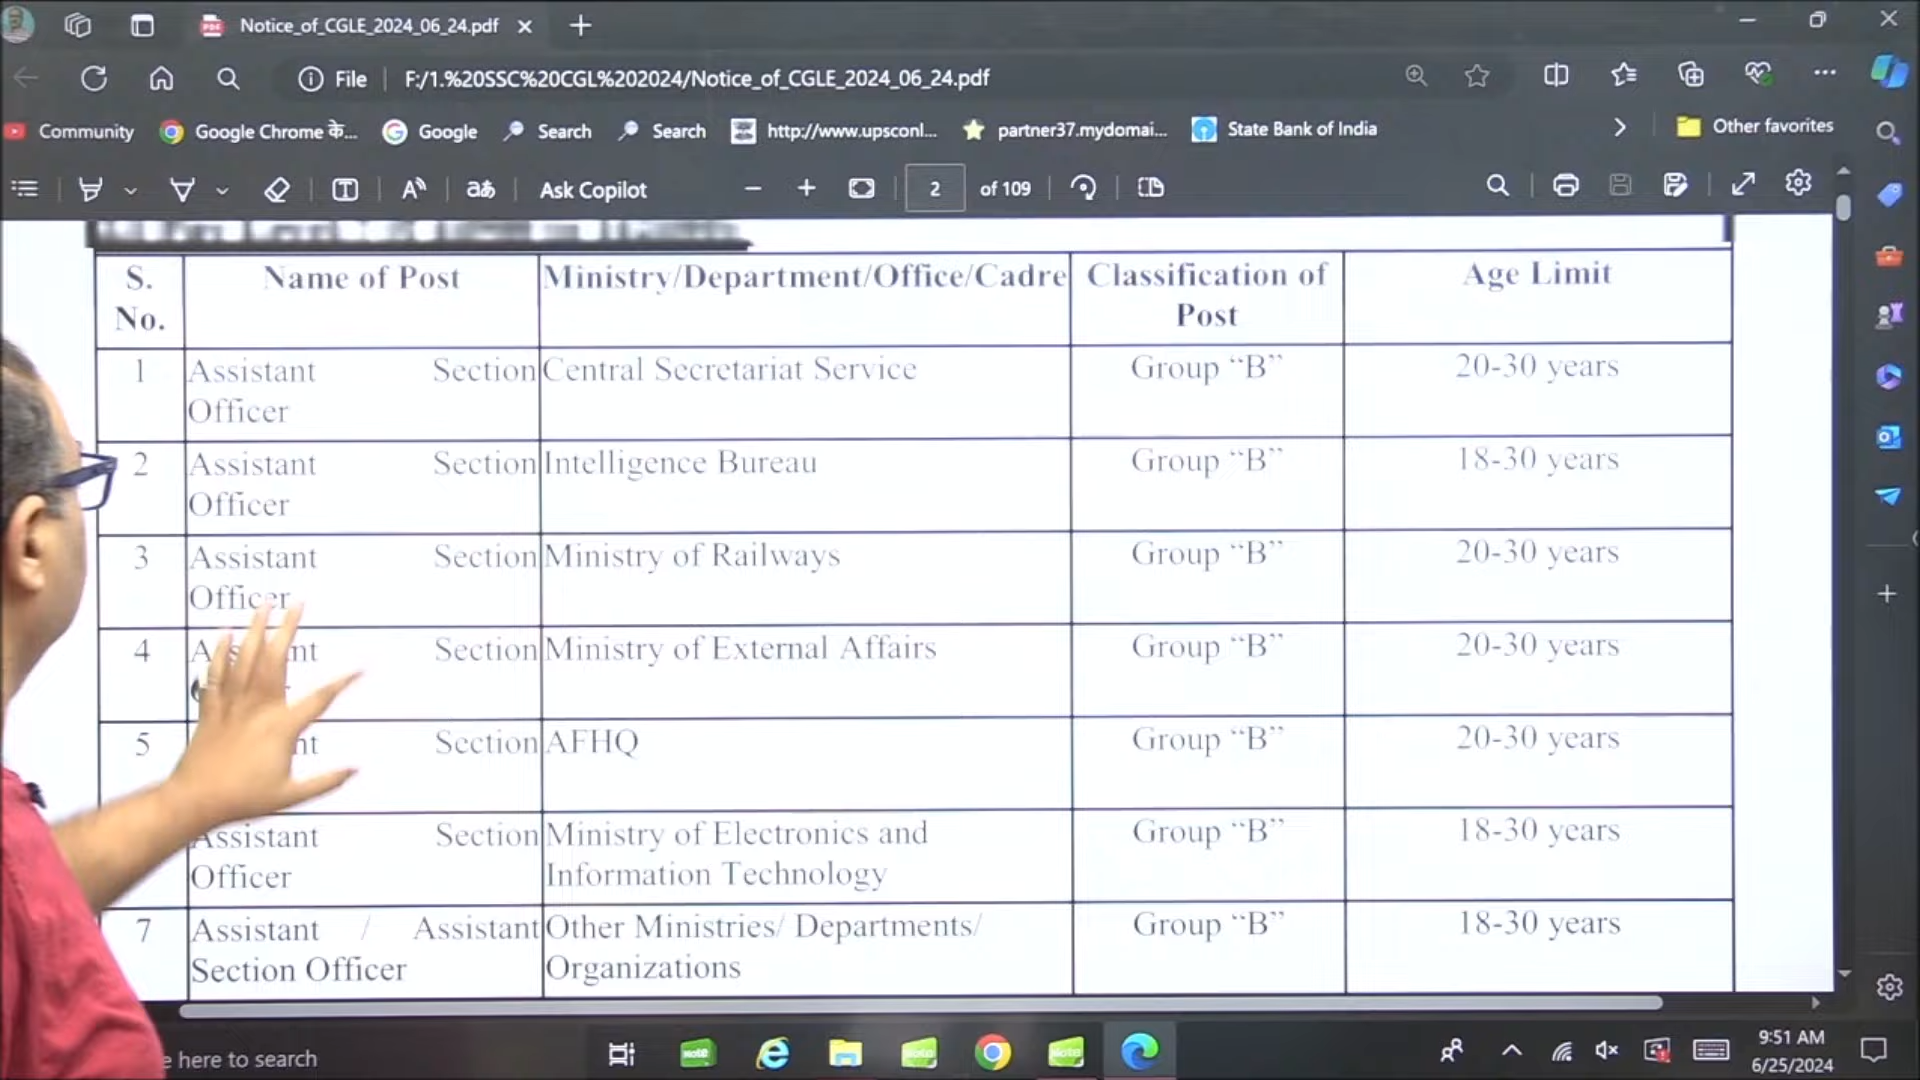 Notice_of_CGLE_2024_06_24.pdf
File F:/1.%20SSC%20CGL%202024/Notice_of_CGLE_2024_06_24.pdf
Community Google Chrome के... Google Search Search http://www.upsconl... partner37.mydomai... State Bank of India Other favorites
Ask Copilot 2 of 109
S. No. Name of Post Ministry/Department/Office/Cadre Classification of Post Age Limit
1 Assistant Section Central Secretariat Service Group “B” 20-30 years
Officer
2 Assistant Section Intelligence Bureau Group “B” 18-30 years
Officer
3 Assistant Section Ministry of Railways Group “B” 20-30 years
Officer
4 Section Ministry of External Affairs Group “B” 20-30 years
5 Section AFHQ Group “B” 20-30 years
Assistant Section Ministry of Electronics and Group “B” 18-30 years
Officer Information Technology
7 Assistant / Assistant Other Ministries/ Departments/ Group “B” 18-30 years
Section Officer Organizations
here to search
9:51 AM
6/25/2024